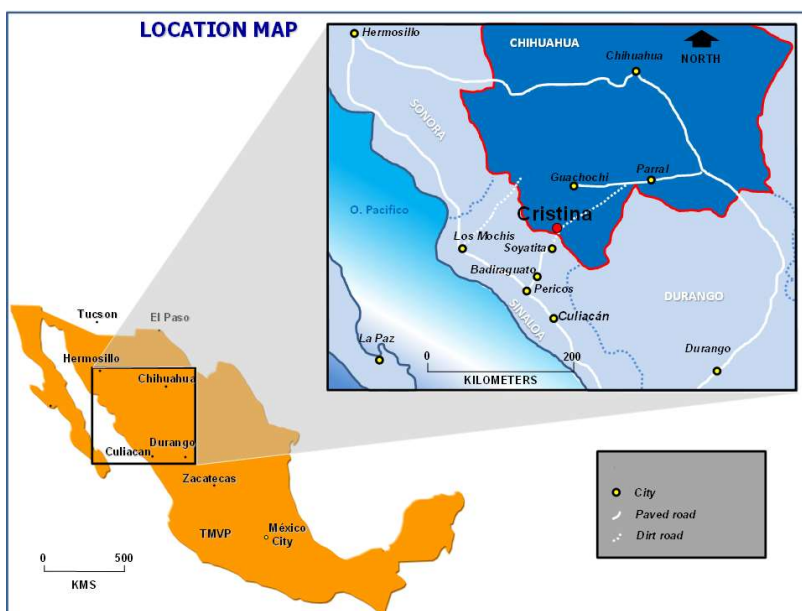 LOCATION MAP
Hermosillo
CHIHUAHUA
Chihuahua
NORTH
SONORA
Guachochi
Parral
Cristina
O. Pacifico
Los Mochis
Soyatita
Badiraguato
Pericos
SINALOA
Culiacán
DURANGO
La Paz
Durango
0
200
KILOMETERS
Tucson
El Paso
Hermosillo
Chihuahua
Culiacan
Durango
Zacatecas
TMVP
México
City
0
500
KMS
City
Paved road
Dirt road